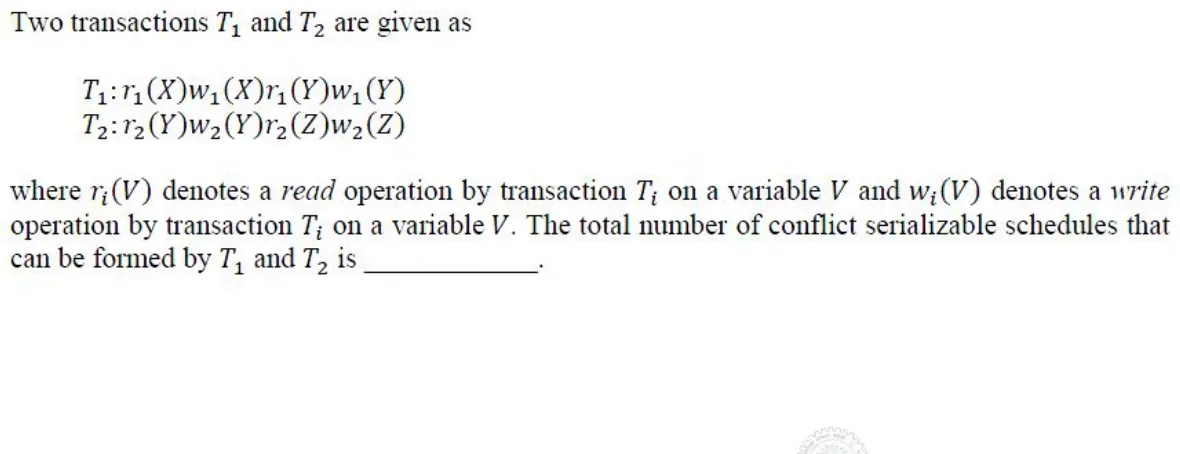 Two transactions T₁ and T₂ are given as
T₁: r₁(X)w₁(X)r₁(Y)w₁(Y)
T₂: r₂(Y)w₂(Y)r₂(Z)w₂(Z)
where rᵢ(V) denotes a read operation by transaction Tᵢ on a variable V and wᵢ(V) denotes a write
operation by transaction Tᵢ on a variable V. The total number of conflict serializable schedules that
can be formed by T₁ and T₂ is ____________.